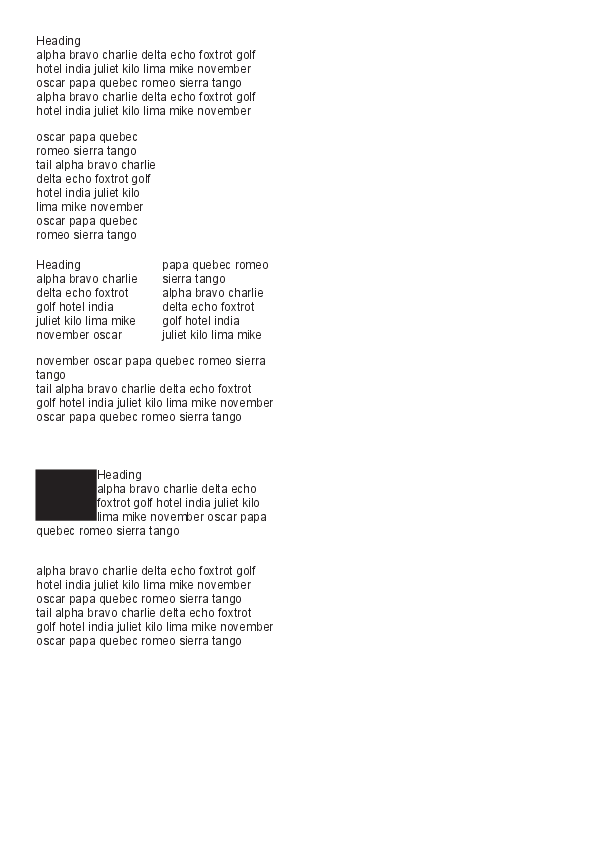 Heading
alpha bravo charlie delta echo foxtrot golf
hotel india juliet kilo lima mike november
oscar papa quebec romeo sierra tango
alpha bravo charlie delta echo foxtrot golf
hotel india juliet kilo lima mike november
oscar papa quebec
romeo sierra tango
tail alpha bravo charlie
delta echo foxtrot golf
hotel india juliet kilo
lima mike november
oscar papa quebec
romeo sierra tango
Heading
alpha bravo charlie
delta echo foxtrot
golf hotel india
juliet kilo lima mike
november oscar
papa quebec romeo
sierra tango
alpha bravo charlie
delta echo foxtrot
golf hotel india
juliet kilo lima mike
november oscar papa quebec romeo sierra
tango
tail alpha bravo charlie delta echo foxtrot
golf hotel india juliet kilo lima mike november
oscar papa quebec romeo sierra tango
Heading
alpha bravo charlie delta echo
foxtrot golf hotel india juliet kilo
lima mike november oscar papa
quebec romeo sierra tango
alpha bravo charlie delta echo foxtrot golf
hotel india juliet kilo lima mike november
oscar papa quebec romeo sierra tango
tail alpha bravo charlie delta echo foxtrot
golf hotel india juliet kilo lima mike november
oscar papa quebec romeo sierra tango